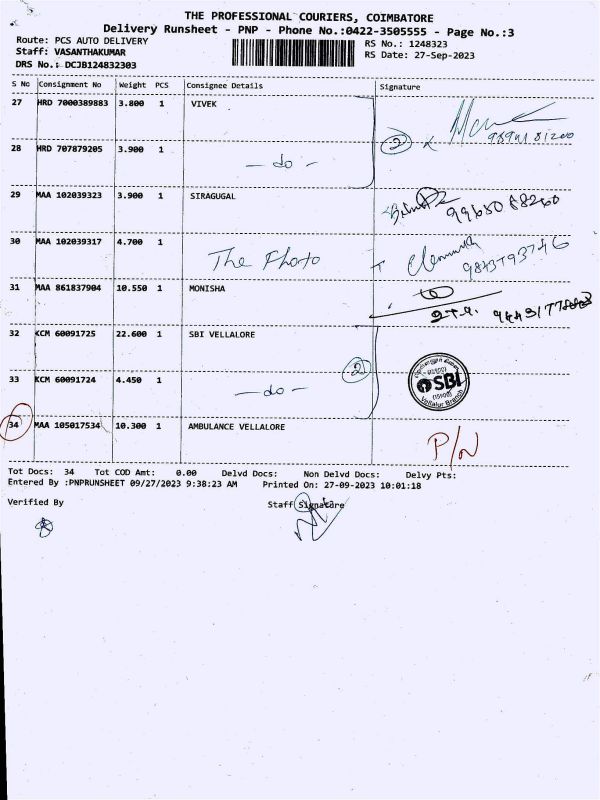 THE PROFESSIONAL COURIERS, COIMBATORE
Delivery Runsheet - PNP - Phone No.:0422-3505555 - Page No.:3
Route: PCS AUTO DELIVERY
RS No.: 1248323
Staff: VASANTHAKUMAR
RS Date: 27-Sep-2023
DRS No.: DCJB124832303
S No Consignment No Weight PCS Consignee Details Signature
27 HRD 7000389883 3.800 1 VIVEK
28 HRD 707879205 3.900 1 - do - 2
29 MAA 102039323 3.900 1 SIRAGUGAL
30 MAA 102039317 4.700 1 The Photo
31 MAA 861837904 10.550 1 MONISHA
32 KCM 60091725 22.600 1 SBI VELLALORE
33 KCM 60091724 4.450 1 - do - 2 SBI Vellalur Branch
34 MAA 105017534 10.300 1 AMBULANCE VELLALORE P/N
Tot Docs: 34 Tot COD Amt: 0.00 Delvd Docs: Non Delvd Docs: Delvy Pts:
Entered By :PNPRUNSHEET 09/27/2023 9:38:23 AM Printed On: 27-09-2023 10:01:18
Verified By Staff Signature